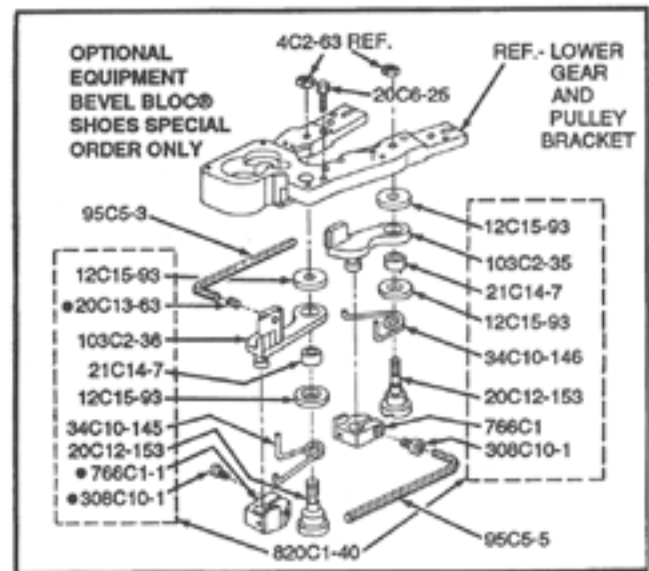 OPTIONAL
EQUIPMENT
BEVEL BLOC®
SHOES SPECIAL
ORDER ONLY
4C2-63 REF.
20C6-25
REF.- LOWER
GEAR
AND
PULLEY
BRACKET
95C5-3
12C15-93
●20C13-63
103C2-36
21C14-7
12C15-93
34C10-145
20C12-153
●766C1-1
●308C10-1
820C1-40
12C15-93
103C2-35
21C14-7
12C15-93
34C10-146
20C12-153
766C1
308C10-1
95C5-5